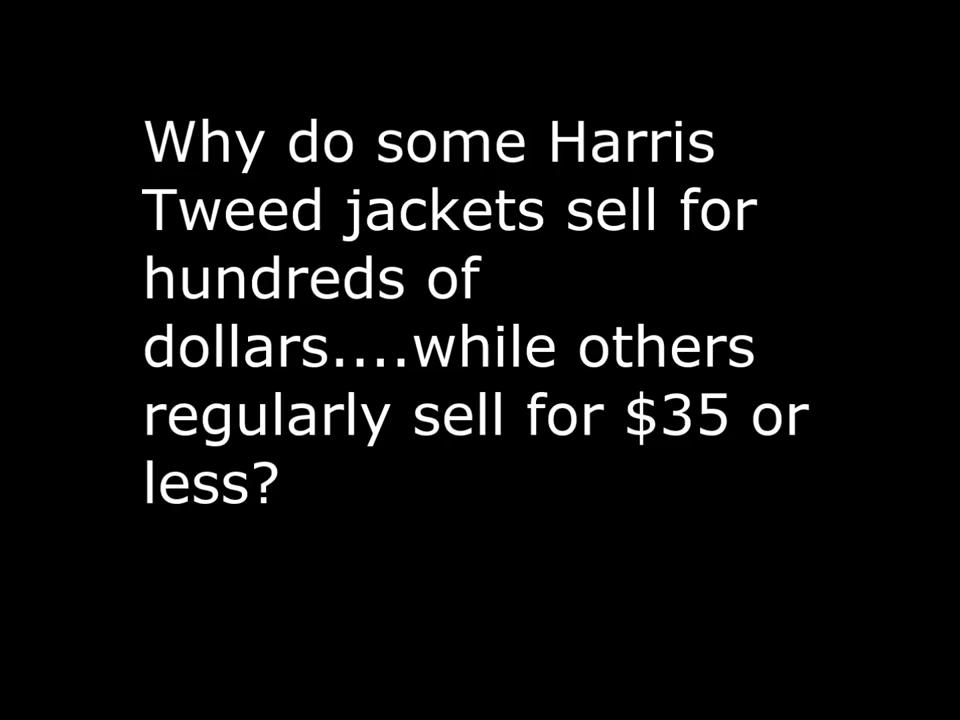 Why do some Harris
Tweed jackets sell for
hundreds of
dollars....while others
regularly sell for $35 or
less?